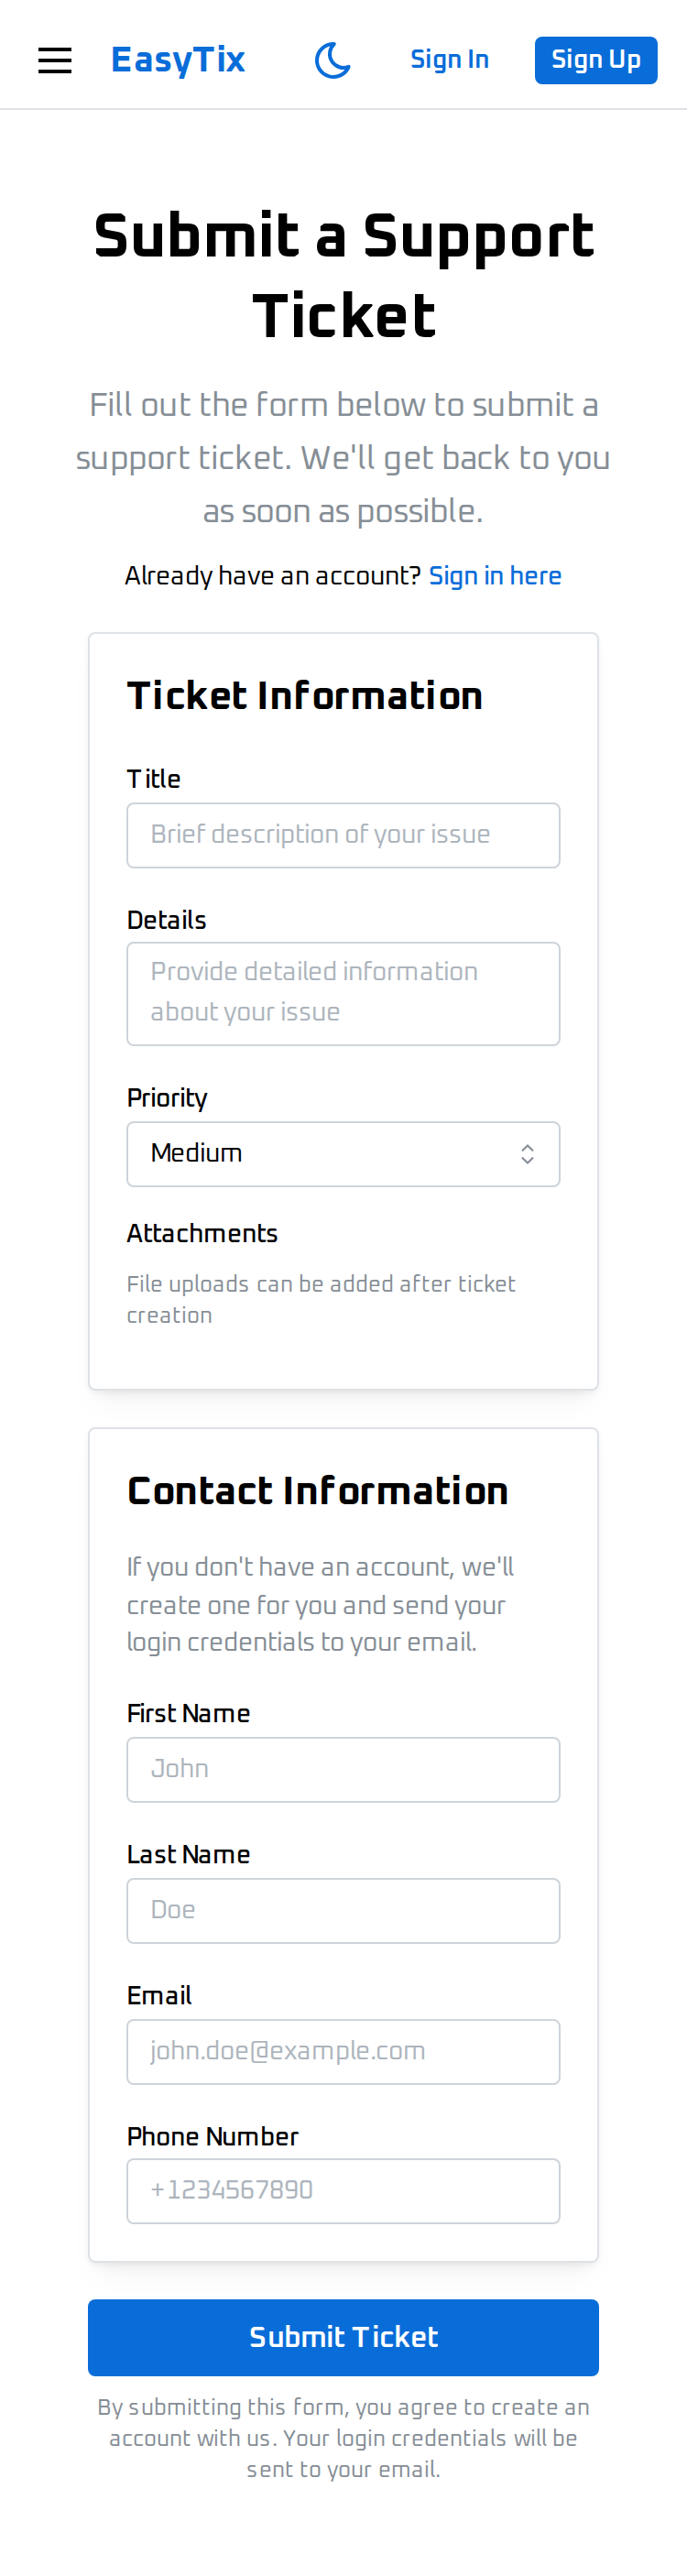 EasyTix
Sign In
Sign Up
Submit a Support
Ticket
Fill out the form below to submit a
support ticket. We'll get back to you
as soon as possible.
Already have an account? Sign in here
Ticket Information
Title
Brief description of your issue
Details
Provide detailed information
about your issue
Priority
Medium
Attachments
File uploads can be added after ticket
creation
Contact Information
If you don't have an account, we'll
create one for you and send your
login credentials to your email.
First Name
John
Last Name
Doe
Email
john.doe@example.com
Phone Number
+1234567890
Submit Ticket
By submitting this form, you agree to create an
account with us. Your login credentials will be
sent to your email.